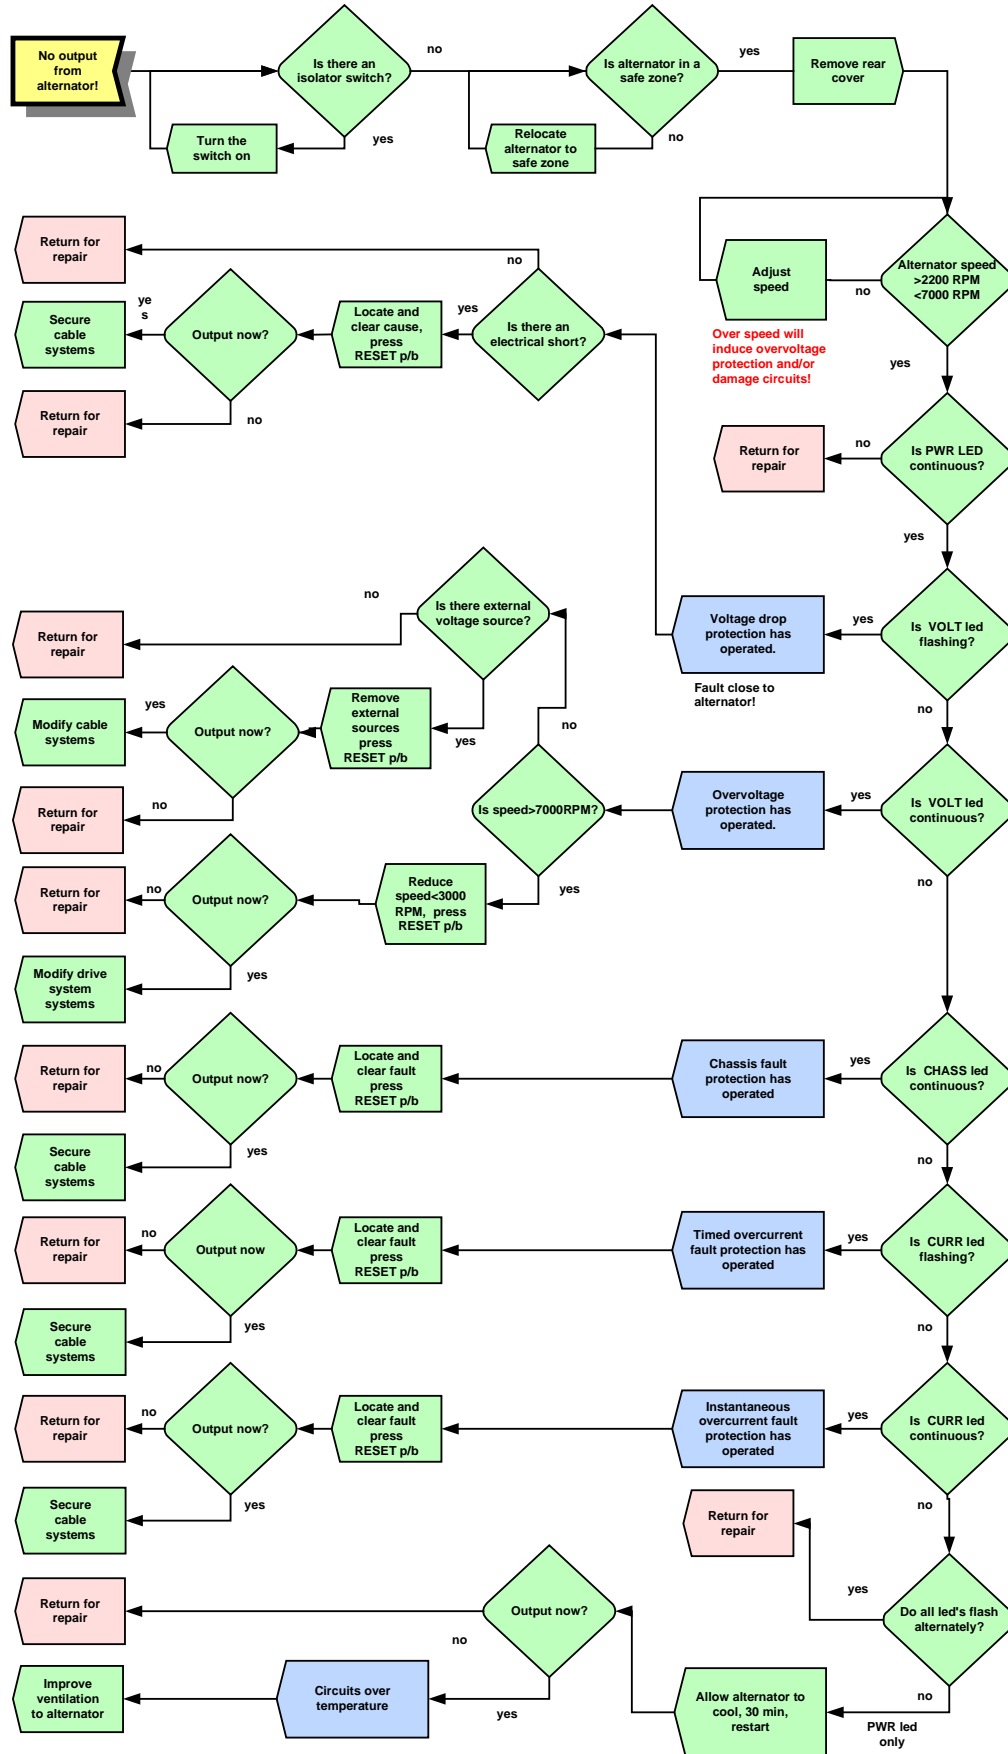 No output
from
alternator!
Is there an
isolator switch?
no
yes
Turn the
switch on
Is alternator in a
safe zone?
yes
no
Relocate
alternator to
safe zone
Remove rear
cover
Alternator speed
>2200 RPM
<7000 RPM
no
Adjust
speed
Over speed will
induce overvoltage
protection and/or
damage circuits!
yes
Return for
repair
no
Is there an
electrical short?
yes
Locate and
clear cause,
press
RESET p/b
Output now?
ye
s
Secure
cable
systems
no
Return for
repair
Is PWR LED
continuous?
no
Return for
repair
yes
Is VOLT led
flashing?
yes
Voltage drop
protection has
operated.
Fault close to
alternator!
no
Is there external
voltage source?
no
Return for
repair
yes
Remove
external
sources
press
RESET p/b
Output now?
yes
Modify cable
systems
no
Return for
repair
no
Is speed>7000RPM?
Overvoltage
protection has
operated.
yes
Is VOLT led
continuous?
no
yes
Reduce
speed<3000
RPM, press
RESET p/b
Output now?
no
Return for
repair
yes
Modify drive
system
systems
Is CHASS led
continuous?
yes
Chassis fault
protection has
operated
Locate and
clear fault
press
RESET p/b
Output now?
no
Return for
repair
yes
Secure
cable
systems
no
Is CURR led
flashing?
yes
Timed overcurrent
fault protection has
operated
Locate and
clear fault
press
RESET p/b
Output now
no
Return for
repair
yes
Secure
cable
systems
no
Is CURR led
continuous?
yes
Instantaneous
overcurrent fault
protection has
operated
Locate and
clear fault
press
RESET p/b
Output now?
no
Return for
repair
yes
Secure
cable
systems
no
Do all led's flash
alternately?
yes
Return for
repair
no
PWR led
only
Allow alternator to
cool, 30 min,
restart
Output now?
no
Return for
repair
yes
Circuits over
temperature
Improve
ventilation
to alternator